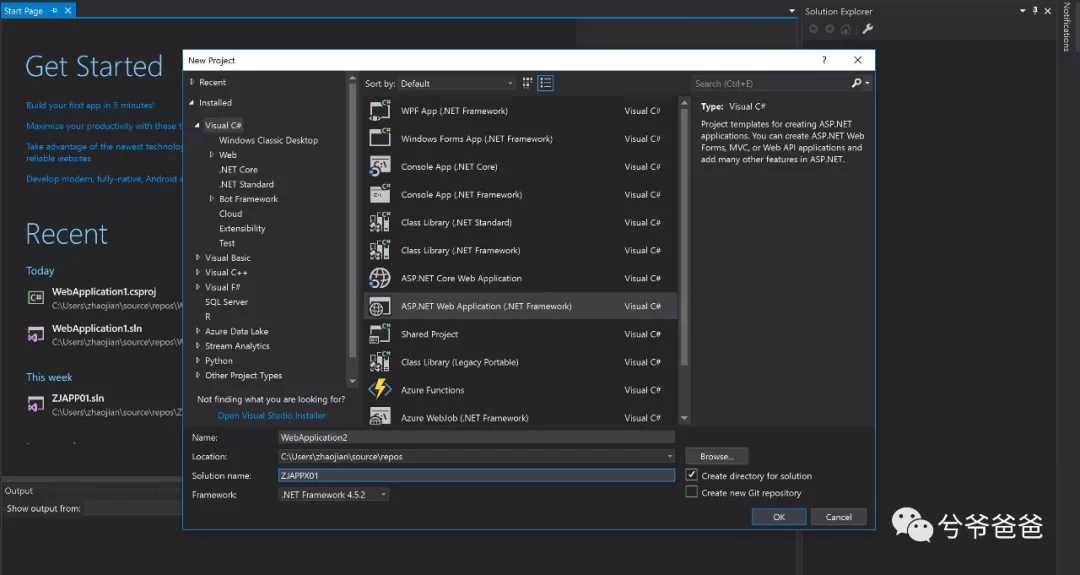 Start Page
Solution Explorer
Notifications
Get Started
Build your first app in 5 minutes!
Maximize your productivity with these t
Take advantage of the newest technolog
reliable websites
Develop modern, fully-native, Android a
Recent
Today
WebApplication1.csproj
C:\Users\zhaojian\source\repos\W
WebApplication1.sln
C:\Users\zhaojian\source\repos\W
This week
ZJAPP01.sln
C:\Users\zhaojian\source\repos\Z
Output
Show output from:
New Project
?
Recent
Installed
Visual C#
Windows Classic Desktop
Web
.NET Core
.NET Standard
Bot Framework
Cloud
Extensibility
Test
Visual Basic
Visual C++
Visual F#
SQL Server
R
Azure Data Lake
Stream Analytics
Python
Other Project Types
Not finding what you are looking for?
Open Visual Studio Installer
Sort by: Default
WPF App (.NET Framework) Visual C#
Windows Forms App (.NET Framework) Visual C#
Console App (.NET Core) Visual C#
Console App (.NET Framework) Visual C#
Class Library (.NET Standard) Visual C#
Class Library (.NET Framework) Visual C#
ASP.NET Core Web Application Visual C#
ASP.NET Web Application (.NET Framework) Visual C#
Shared Project Visual C#
Class Library (Legacy Portable) Visual C#
Azure Functions Visual C#
Azure WebJob (.NET Framework) Visual C#
Search (Ctrl+E)
Type: Visual C#
Project templates for creating ASP.NET
applications. You can create ASP.NET Web
Forms, MVC, or Web API applications and
add many other features in ASP.NET.
Name: WebApplication2
Location: C:\Users\zhaojian\source\repos
Browse...
Solution name: ZJAPPX01
Create directory for solution
Framework: .NET Framework 4.5.2
Create new Git repository
OK
Cancel
兮爷爸爸